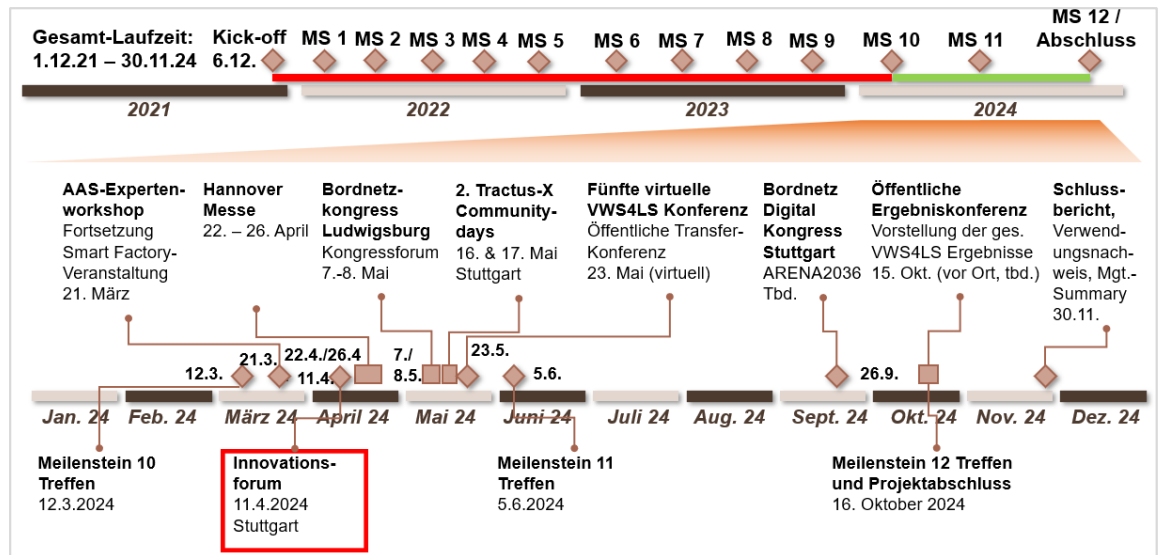 Gesamt-Laufzeit:
1.12.21 – 30.11.24
Kick-off
6.12.
MS 1
MS 2
MS 3
MS 4
MS 5
MS 6
MS 7
MS 8
MS 9
MS 10
MS 11
MS 12 /
Abschluss
2021
2022
2023
2024
AAS-Experten-
workshop
Fortsetzung
Smart Factory-
Veranstaltung
21. März
Hannover
Messe
22. – 26. April
Bordnetz-
kongress
Ludwigsburg
Kongressforum
7.-8. Mai
2. Tractus-X
Community-
days
16. & 17. Mai
Stuttgart
Fünfte virtuelle
VWS4LS Konferenz
Öffentliche Transfer-
Konferenz
23. Mai (virtuell)
Bordnetz
Digital
Kongress
Stuttgart
ARENA2036
Tbd.
Öffentliche
Ergebniskonferenz
Vorstellung der ges.
VWS4LS Ergebnisse
15. Okt. (vor Ort, tbd.)
Schluss-
bericht,
Verwend-
ungsnach-
weis, Mgt.-
Summary
30.11.
12.3.
21.3.
22.4./26.4
11.4.
7./
8.5.
23.5.
5.6.
26.9.
Jan. 24
Feb. 24
März 24
April 24
Mai 24
Juni 24
Juli 24
Aug. 24
Sept. 24
Okt. 24
Nov. 24
Dez. 24
Meilenstein 10
Treffen
12.3.2024
Innovations-
forum
11.4.2024
Stuttgart
Meilenstein 11
Treffen
5.6.2024
Meilenstein 12 Treffen
und Projektabschluss
16. Oktober 2024